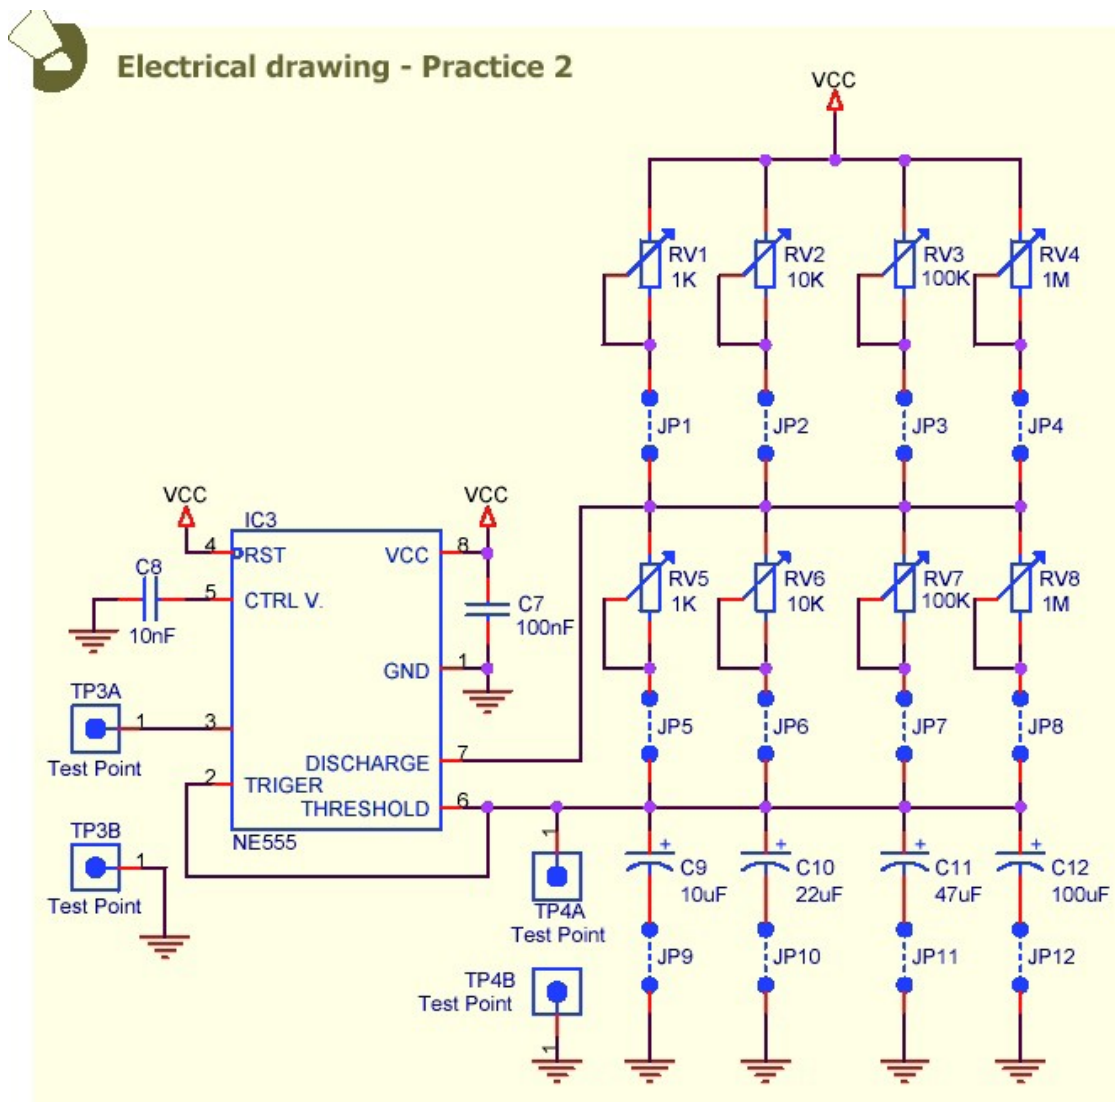 Electrical drawing - Practice 2
VCC
RV1
1K
RV2
10K
RV3
100K
RV4
1M
JP1
JP2
JP3
JP4
VCC
VCC
IC3
4
RST
VCC
8
C8
10nF
5
CTRL V.
C7
100nF
GND
1
RV5
1K
RV6
10K
RV7
100K
RV8
1M
TP3A
1
Test Point
3
JP5
JP6
JP7
JP8
DISCHARGE
7
2
TRIGER
THRESHOLD
6
NE555
TP3B
1
Test Point
1
TP4A
Test Point
+
C9
10uF
+
C10
22uF
+
C11
47uF
+
C12
100uF
JP9
JP10
JP11
JP12
TP4B
Test Point
1